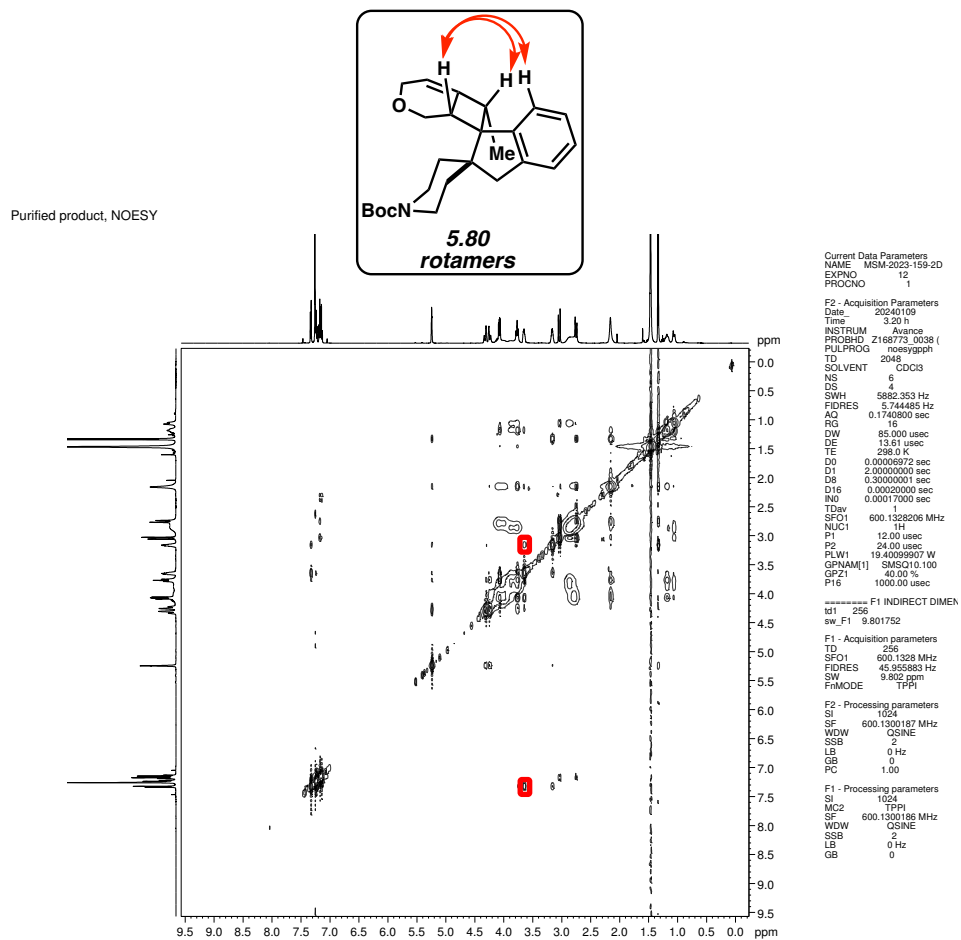 H
H H
O
Me
BocN
5.80
rotamers
Purified product, NOESY
ppm
0.0
0.5
1.0
1.5
2.0
2.5
3.0
3.5
4.0
4.5
5.0
5.5
6.0
6.5
7.0
7.5
8.0
8.5
9.0
9.5
9.5 9.0 8.5 8.0 7.5 7.0 6.5 6.0 5.5 5.0 4.5 4.0 3.5 3.0 2.5 2.0 1.5 1.0 0.5 0.0 ppm
Current Data Parameters
NAME MSM-2023-159-2D
EXPNO 12
PROCNO 1
F2 - Acquisition Parameters
Date_ 20240109
Time 3.20 h
INSTRUM Avance
PROBHD Z168773_0038 (
PULPROG noesygpph
TD 2048
SOLVENT CDCl3
NS 6
DS 4
SWH 5882.353 Hz
FIDRES 5.744485 Hz
AQ 0.1740800 sec
RG 16
DW 85.000 usec
DE 13.61 usec
TE 298.0 K
D0 0.00006972 sec
D1 2.00000000 sec
D8 0.30000001 sec
D16 0.00020000 sec
IN0 0.00017000 sec
TDav 1
SFO1 600.1328206 MHz
NUC1 1H
P1 12.00 usec
P2 24.00 usec
PLW1 19.40099907 W
GPNAM[1] SMSQ10.100
GPZ1 40.00 %
P16 1000.00 usec
======== F1 INDIRECT DIMEN
td1 256
sw_F1 9.801752
F1 - Acquisition parameters
TD 256
SFO1 600.1328 MHz
FIDRES 45.955883 Hz
SW 9.802 ppm
FnMODE TPPI
F2 - Processing parameters
SI 1024
SF 600.1300187 MHz
WDW QSINE
SSB 2
LB 0 Hz
GB 0
PC 1.00
F1 - Processing parameters
SI 1024
MC2 TPPI
SF 600.1300186 MHz
WDW QSINE
SSB 2
LB 0 Hz
GB 0